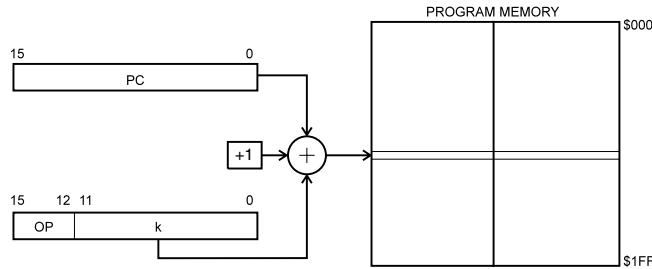 PROGRAM MEMORY
$000
15 0
PC
+1
+
15 12 11 0
OP k
$1FF